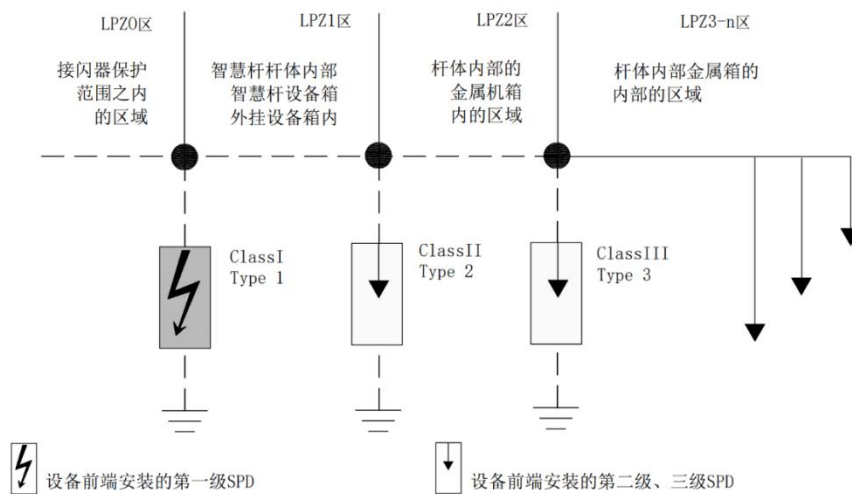 LPZ0区
LPZ1区
LPZ2区
LPZ3-n区
接闪器保护
范围之内
的区域
智慧杆杆体内部
智慧杆设备箱
外挂设备箱内
杆体内部的
金属机箱
内的区域
杆体内部金属箱的
内部的区域
ClassI
Type 1
ClassII
Type 2
ClassIII
Type 3
设备前端安装的第一级SPD
设备前端安装的第二级、三级SPD